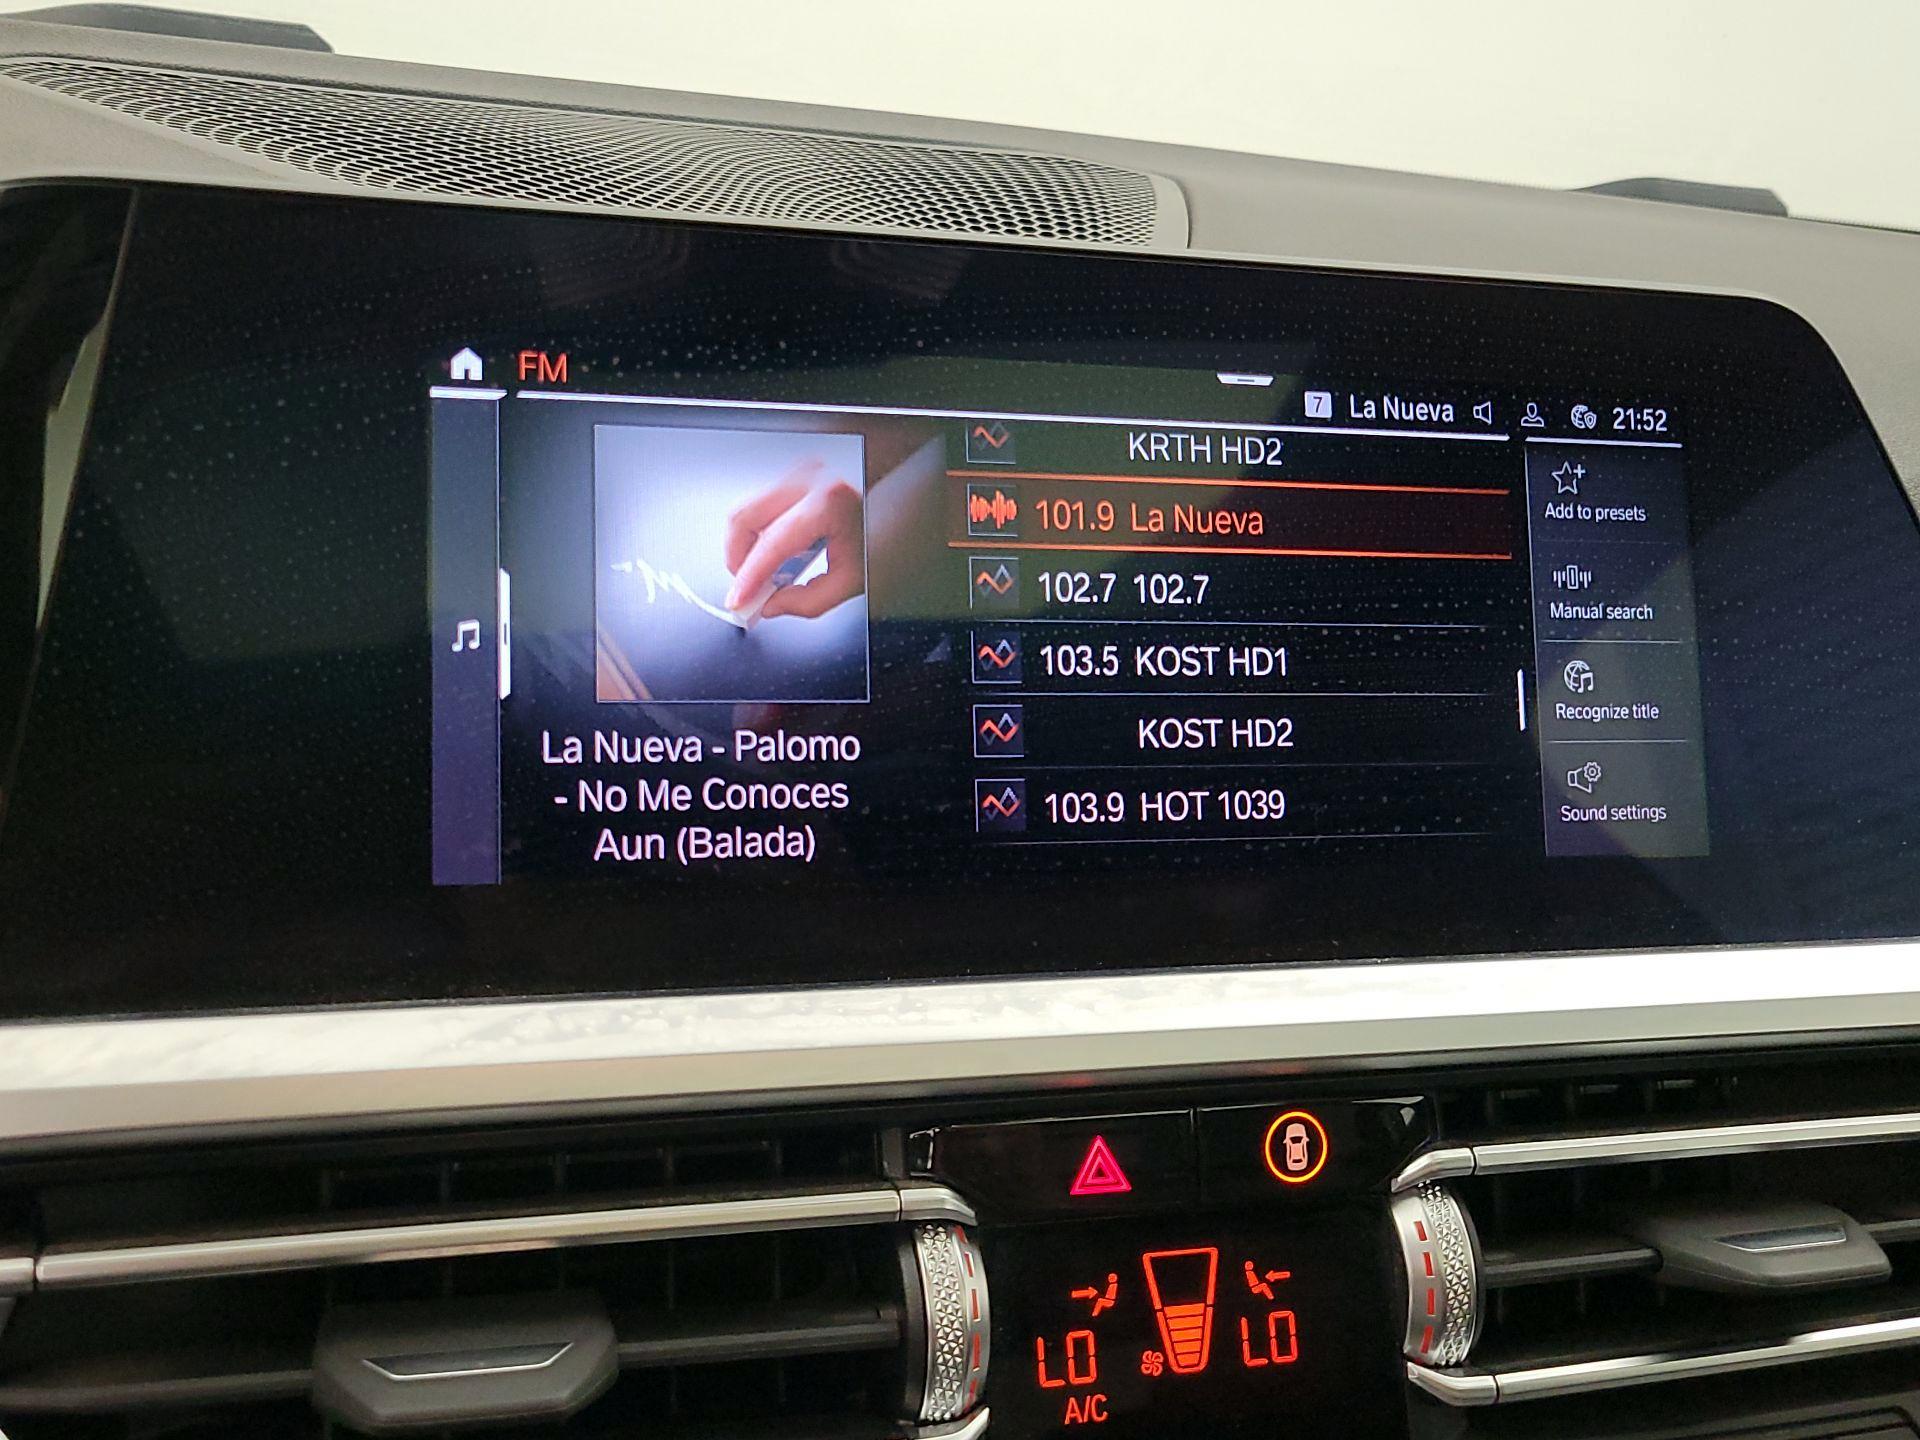 FM
7 La Nueva 21:52
KRTH HD2
101.9 La Nueva
102.7 102.7
103.5 KOST HD1
KOST HD2
103.9 HOT 1039
La Nueva - Palomo
- No Me Conoces
Aun (Balada)
Add to presets
Manual search
Recognize title
Sound settings
LO LO
A/C